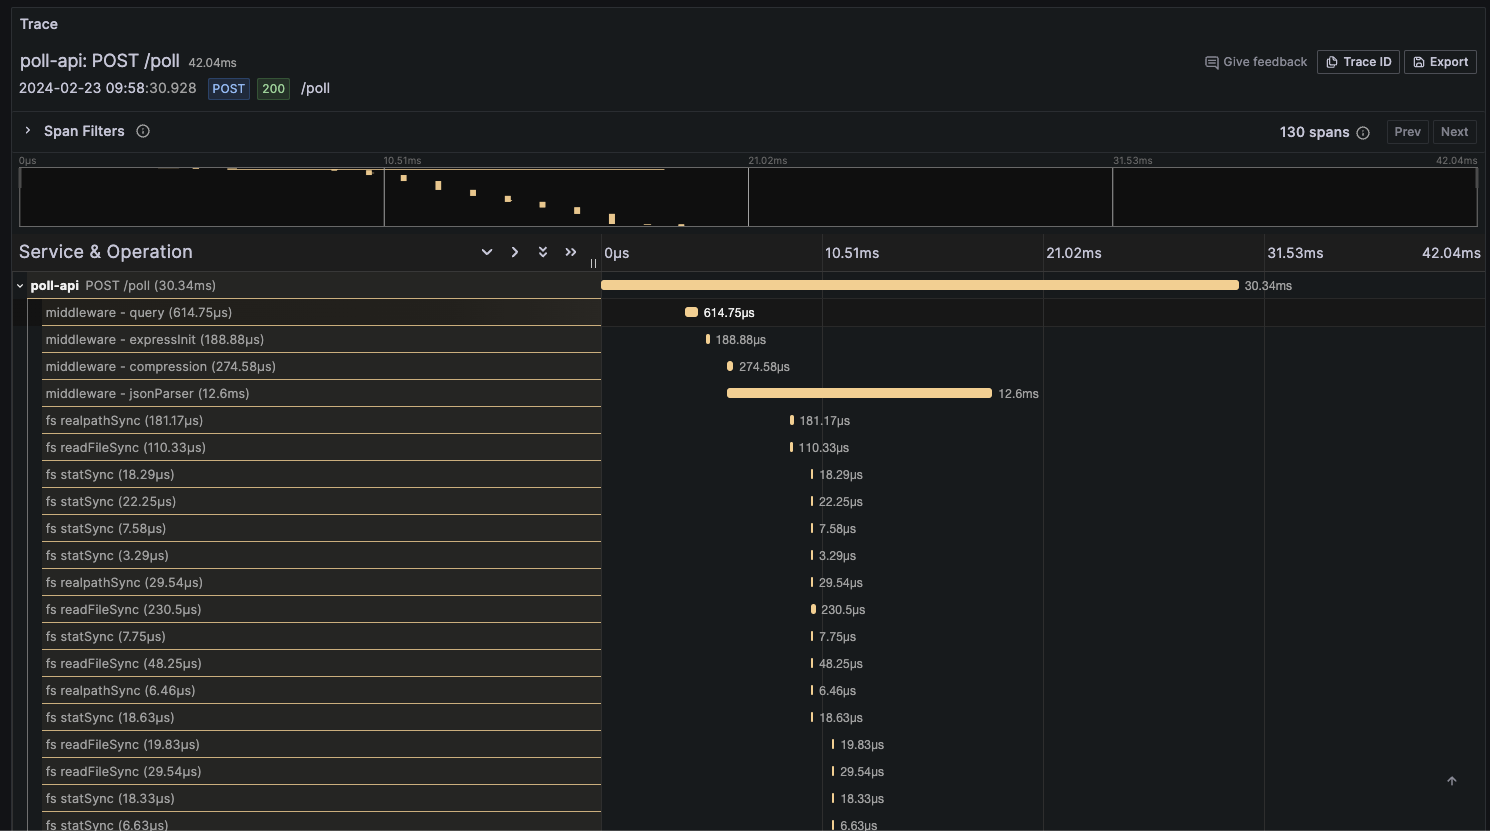 Trace
poll-api: POST /poll 42.04ms
Give feedback Trace ID Export
2024-02-23 09:58:30.928 POST 200 /poll
Span Filters 130 spans Prev Next
0μs 10.51ms 21.02ms 31.53ms 42.04ms
Service & Operation 0μs 10.51ms 21.02ms 31.53ms 42.04ms
poll-api POST /poll (30.34ms) 30.34ms
middleware - query (614.75μs) 614.75μs
middleware - expressInit (188.88μs) 188.88μs
middleware - compression (274.58μs) 274.58μs
middleware - jsonParser (12.6ms) 12.6ms
fs realpathSync (181.17μs) 181.17μs
fs readFileSync (110.33μs) 110.33μs
fs statSync (18.29μs) 18.29μs
fs statSync (22.25μs) 22.25μs
fs statSync (7.58μs) 7.58μs
fs statSync (3.29μs) 3.29μs
fs realpathSync (29.54μs) 29.54μs
fs readFileSync (230.5μs) 230.5μs
fs statSync (7.75μs) 7.75μs
fs readFileSync (48.25μs) 48.25μs
fs realpathSync (6.46μs) 6.46μs
fs statSync (18.63μs) 18.63μs
fs readFileSync (19.83μs) 19.83μs
fs readFileSync (29.54μs) 29.54μs
fs statSync (18.33μs) 18.33μs
fs statSync (6.63μs) 6.63μs